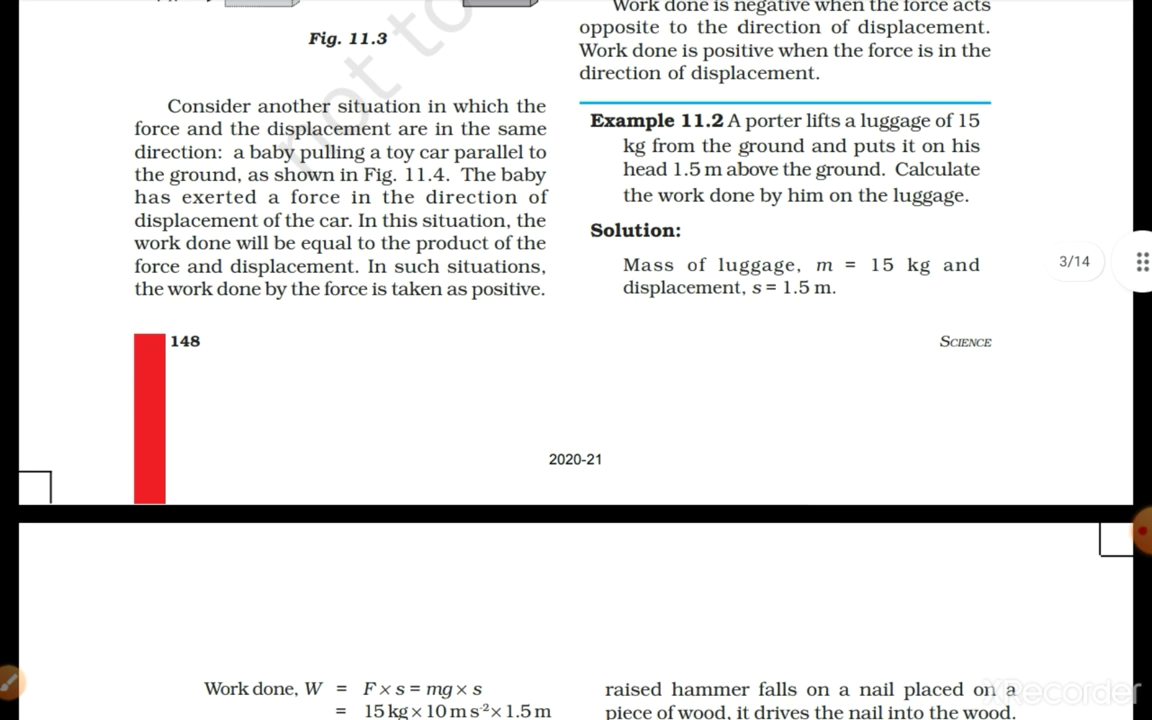 Fig. 11.3
Consider another situation in which the
force and the displacement are in the same
direction: a baby pulling a toy car parallel to
the ground, as shown in Fig. 11.4. The baby
has exerted a force in the direction of
displacement of the car. In this situation, the
work done will be equal to the product of the
force and displacement. In such situations,
the work done by the force is taken as positive.
Work done is negative when the force acts
opposite to the direction of displacement.
Work done is positive when the force is in the
direction of displacement.
Example 11.2 A porter lifts a luggage of 15
kg from the ground and puts it on his
head 1.5 m above the ground. Calculate
the work done by him on the luggage.
Solution:
Mass of luggage, m = 15 kg and
displacement, s = 1.5 m.
3/14
148
SCIENCE
2020-21
not to
Work done, W = F × s = mg × s
= 15 kg × 10 m s⁻² × 1.5 m
raised hammer falls on a nail placed on a
piece of wood, it drives the nail into the wood.
XRecorder